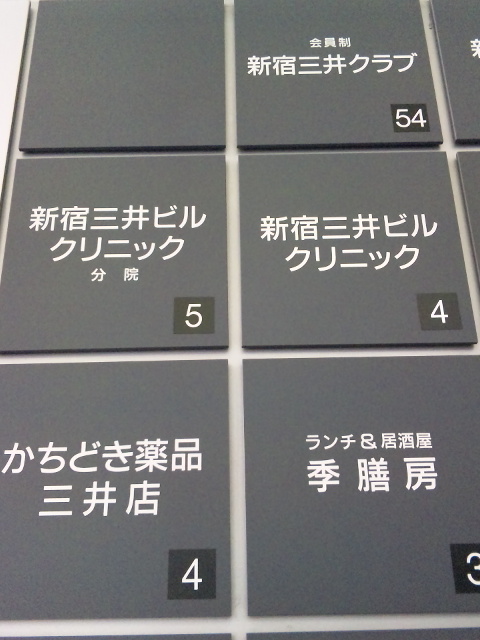 会員制
新宿三井クラブ
54
新宿三井ビル
クリニック
分院
5
新宿三井ビル
クリニック
4
かちどき薬品
三井店
4
ランチ&居酒屋
季膳房
3